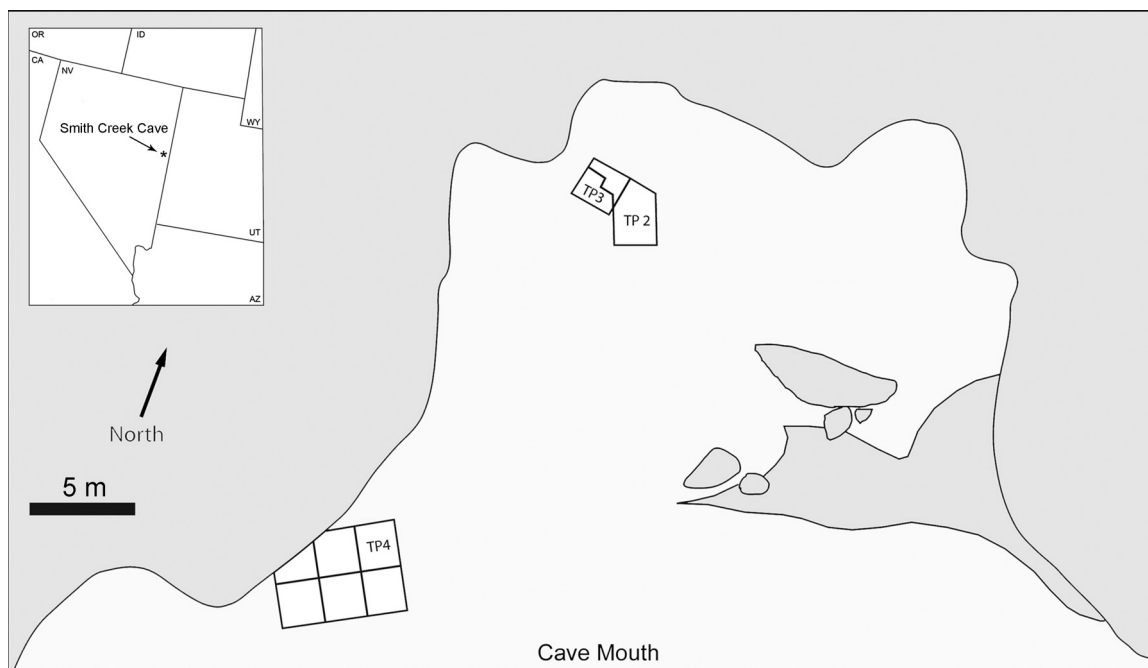 OR
ID
CA
NV
Smith Creek Cave
*
WY
UT
AZ
North
5 m
TP3
TP 2
TP4
Cave Mouth